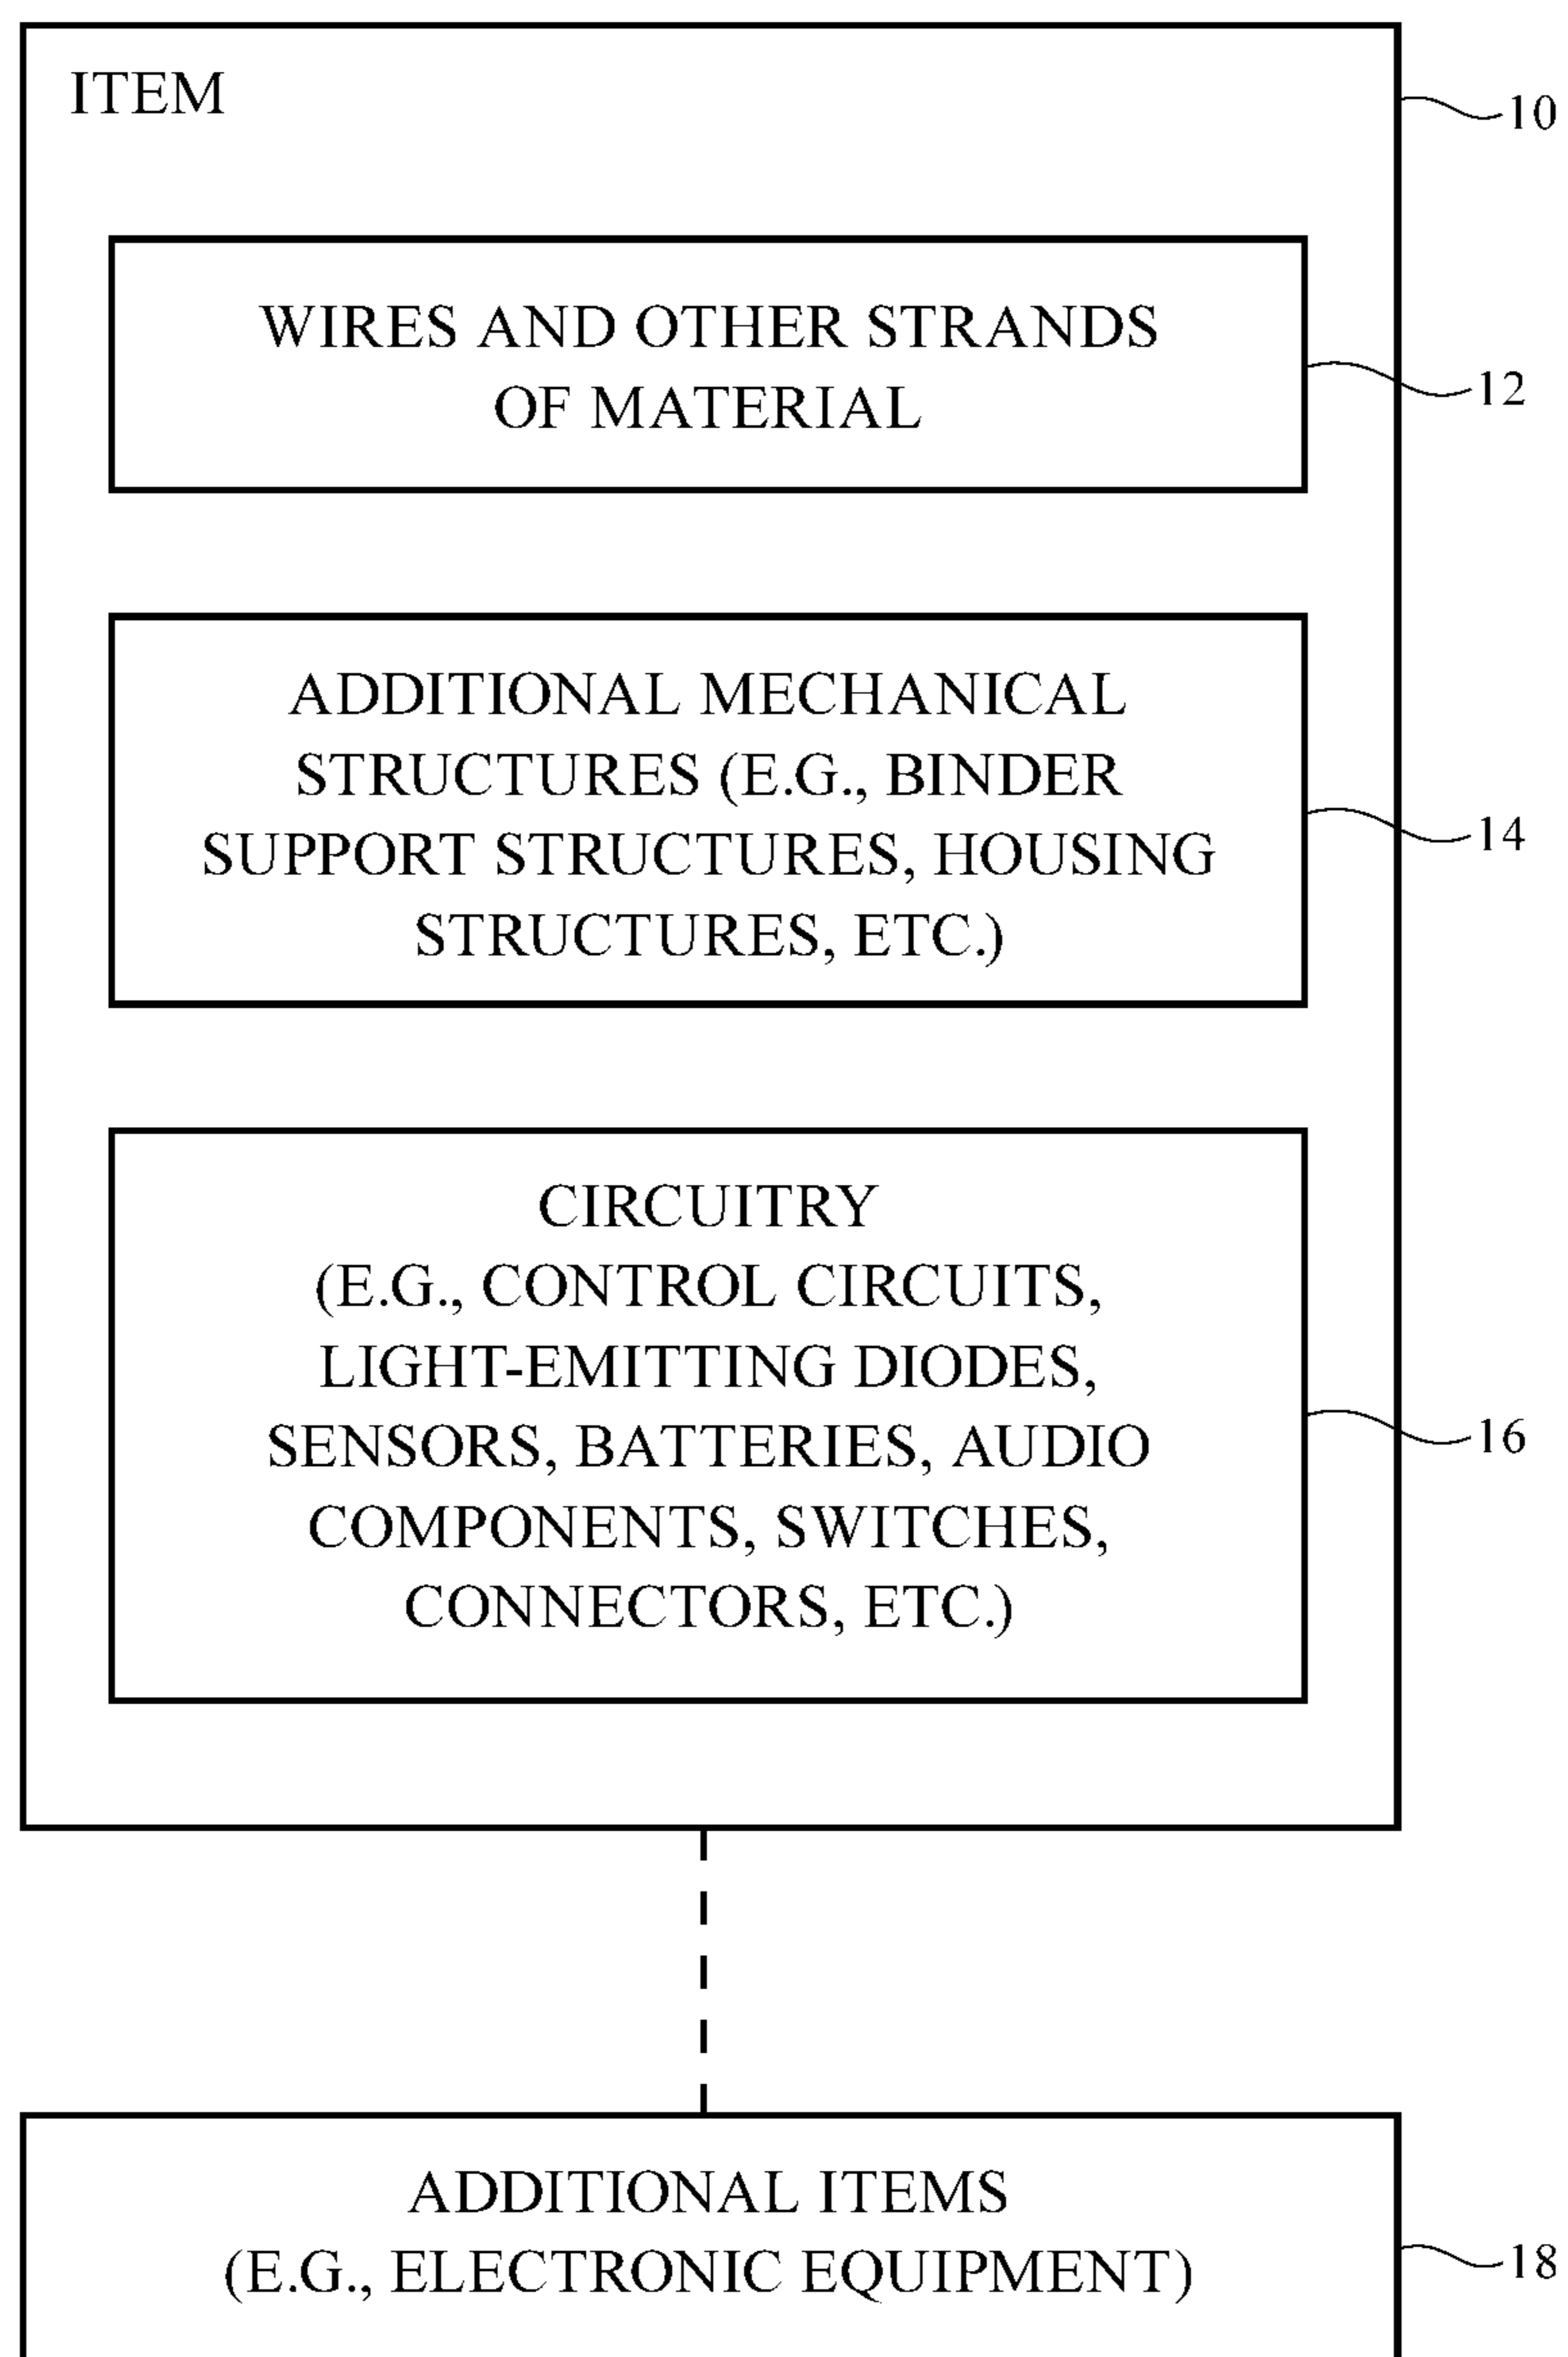 ITEM
10
WIRES AND OTHER STRANDS
OF MATERIAL
12
ADDITIONAL MECHANICAL
STRUCTURES (E.G., BINDER
SUPPORT STRUCTURES, HOUSING
STRUCTURES, ETC.)
14
CIRCUITRY
(E.G., CONTROL CIRCUITS,
LIGHT-EMITTING DIODES,
SENSORS, BATTERIES, AUDIO
COMPONENTS, SWITCHES,
CONNECTORS, ETC.)
16
ADDITIONAL ITEMS
(E.G., ELECTRONIC EQUIPMENT)
18